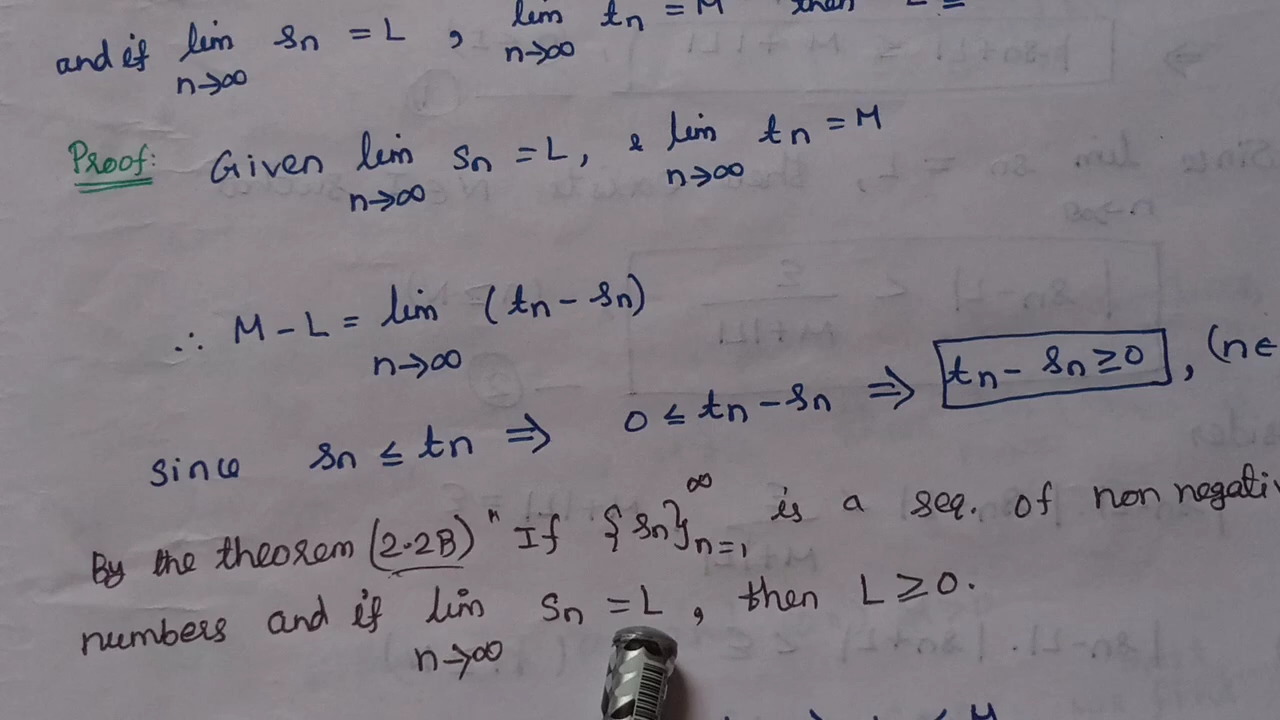 lim tn = M then L ≤
and if lim sn = L ,
n→∞ n→∞
Proof: Given lim sn = L, & lim tn = M
n→∞ n→∞
∴ M - L = lim (tn - sn)
n→∞
since sn ≤ tn ⇒ 0 ≤ tn - sn ⇒ tn - sn ≥ 0 , (n∈
By the theorem (2.2B) " If {sn}∞n=1 is a seq. of non negati
numbers and if lim sn = L , then L ≥ 0.
n→∞